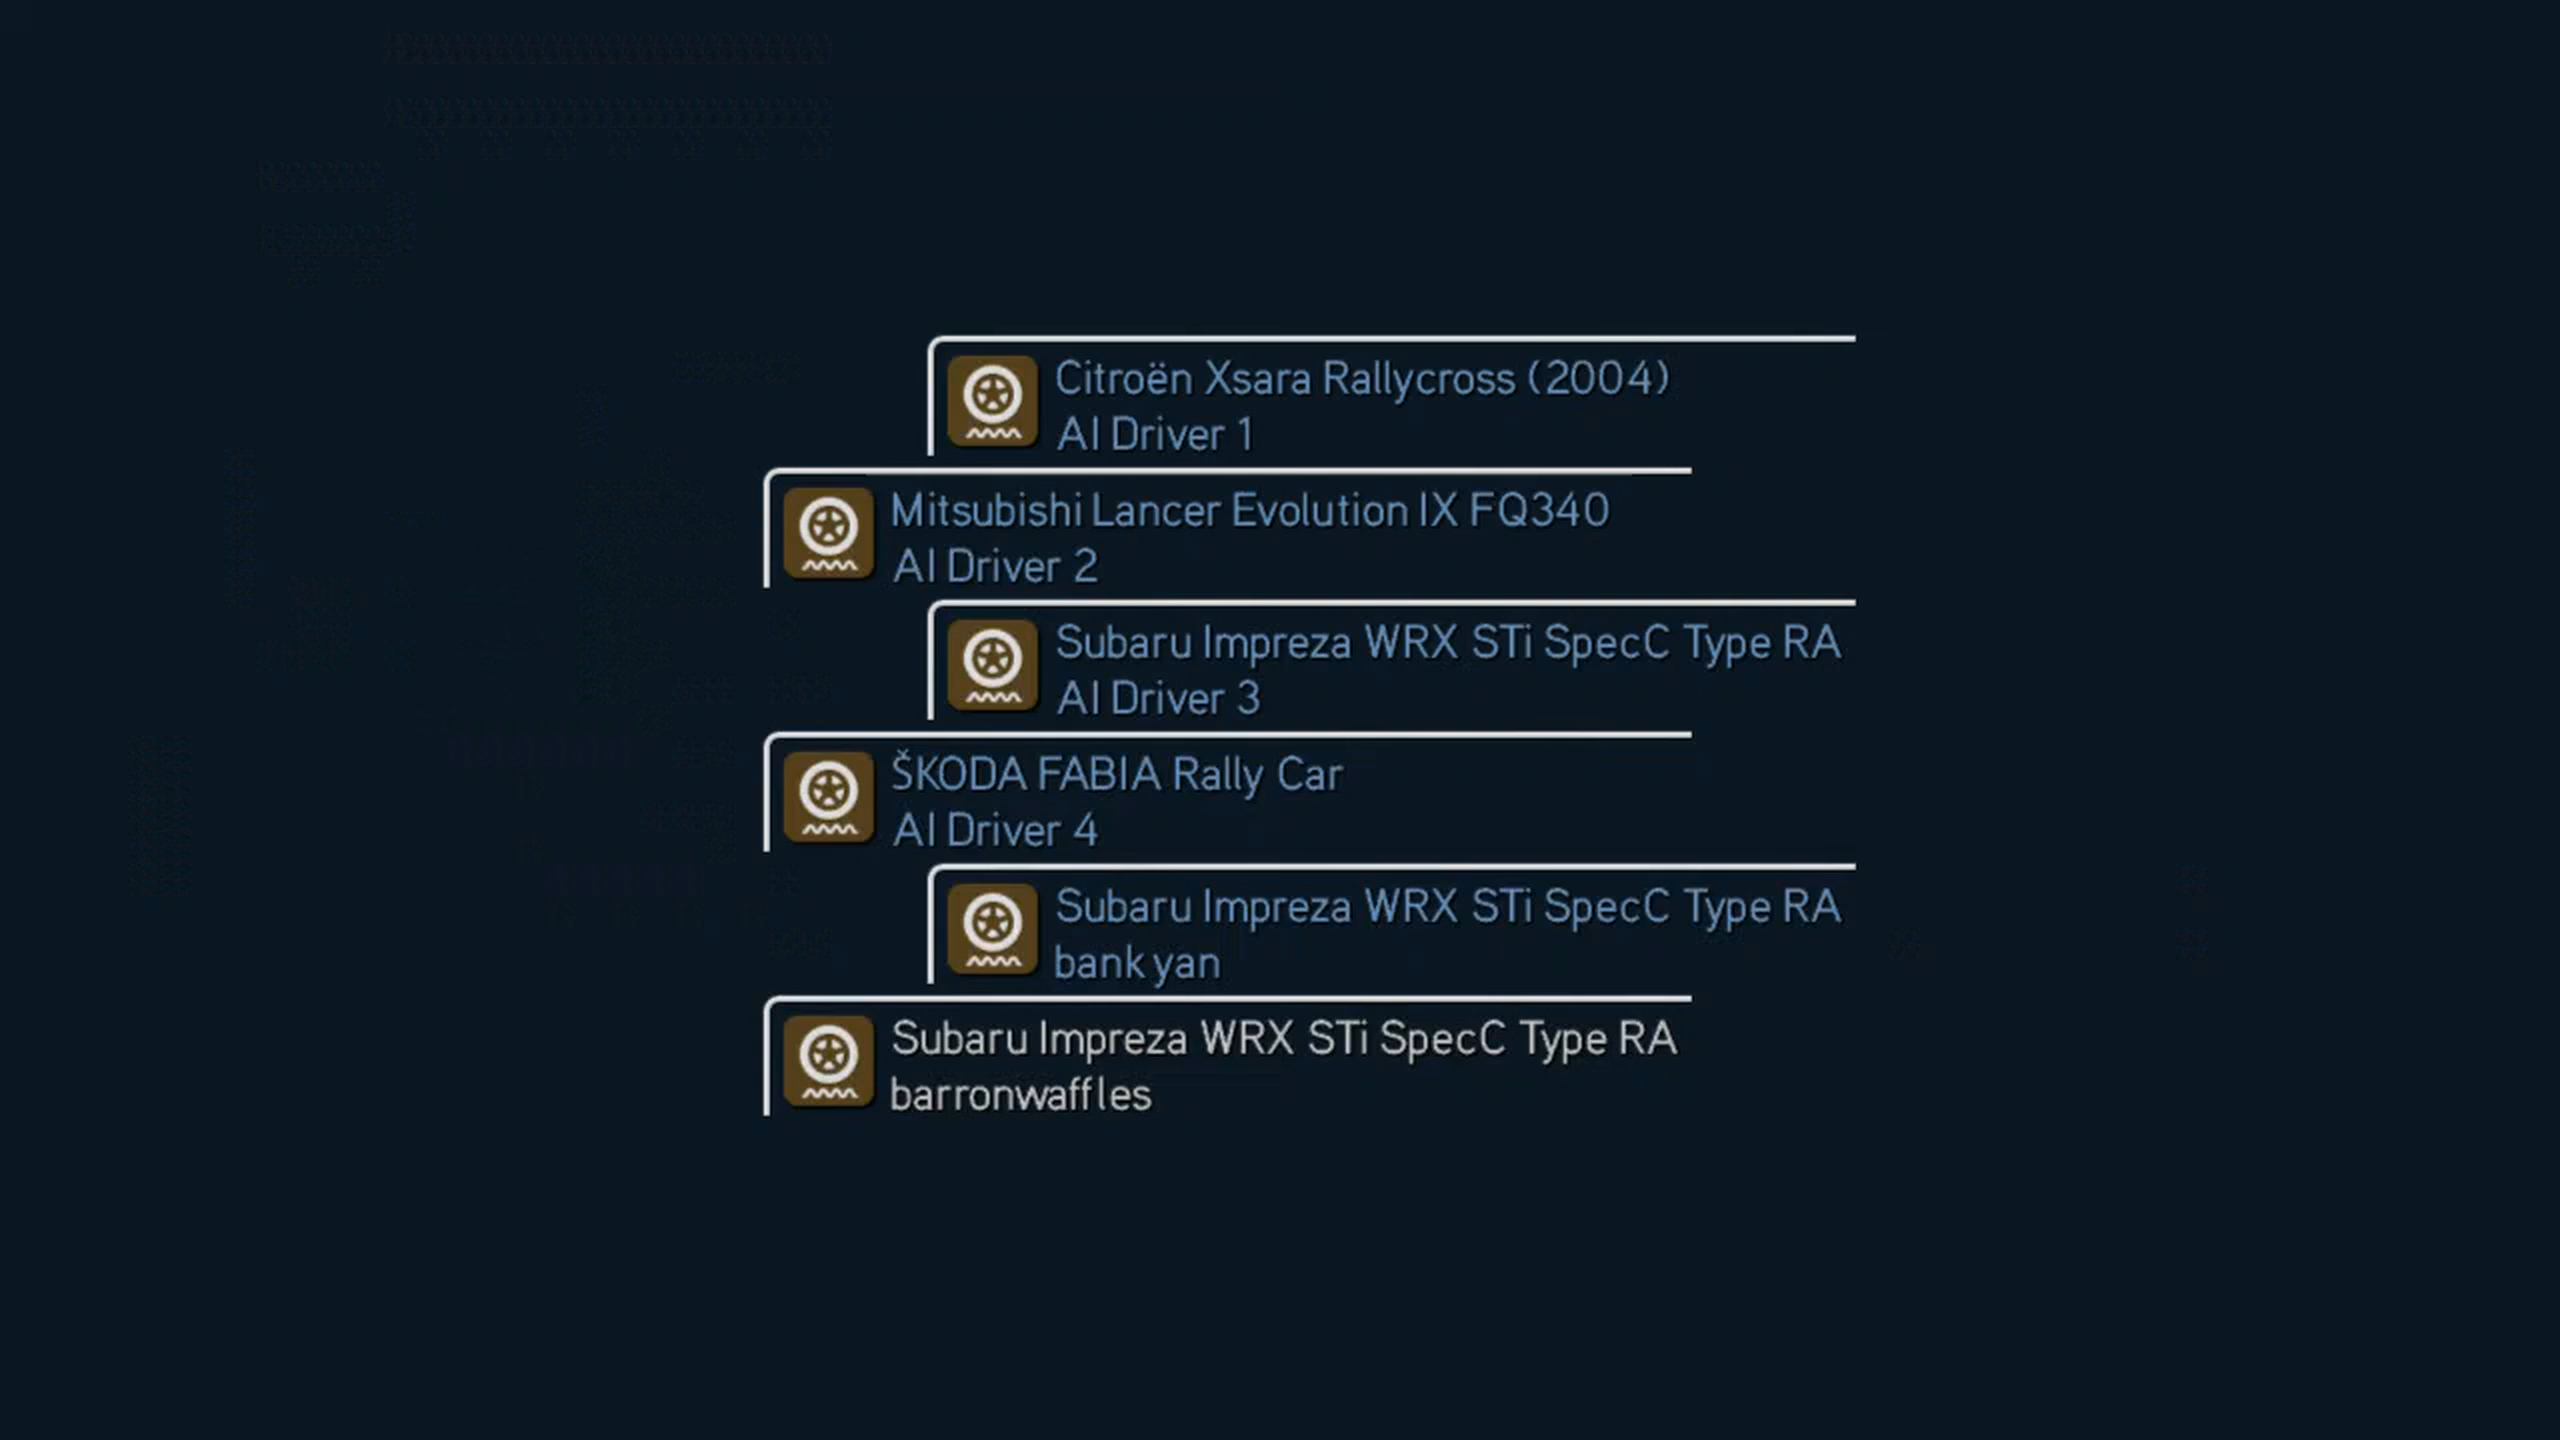 Citroën Xsara Rallycross (2004)
AI Driver 1
Mitsubishi Lancer Evolution IX FQ340
AI Driver 2
Subaru Impreza WRX STi SpecC Type RA
AI Driver 3
ŠKODA FABIA Rally Car
AI Driver 4
Subaru Impreza WRX STi SpecC Type RA
bank yan
Subaru Impreza WRX STi SpecC Type RA
barronwaffles